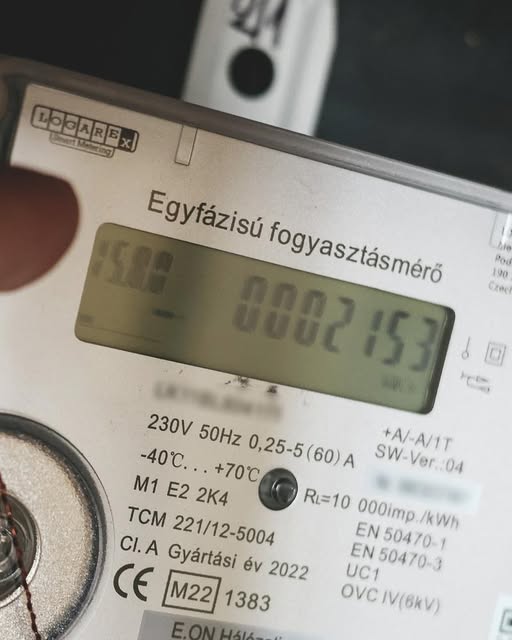 LOGAREX
Smart Metering
Egyfázisú fogyasztásmérő
15.8.0
0002153
230V 50Hz 0,25-5(60)A
+A/-A/1T
-40°C... +70°C
SW-Ver.:04
M1 E2 2K4
RL=10 000imp./kWh
TCM 221/12-5004
EN 50470-1
Cl. A Gyártási év 2022
EN 50470-3
UC1
CE M22 1383
OVC IV(6kV)
E.ON